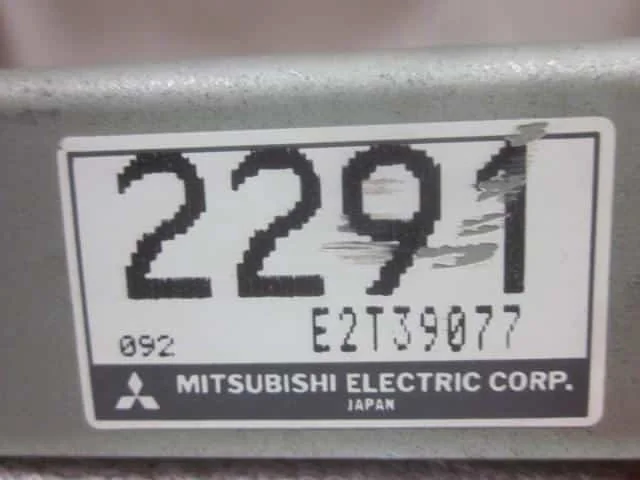 2291
E2T39077
092
MITSUBISHI ELECTRIC CORP.
JAPAN